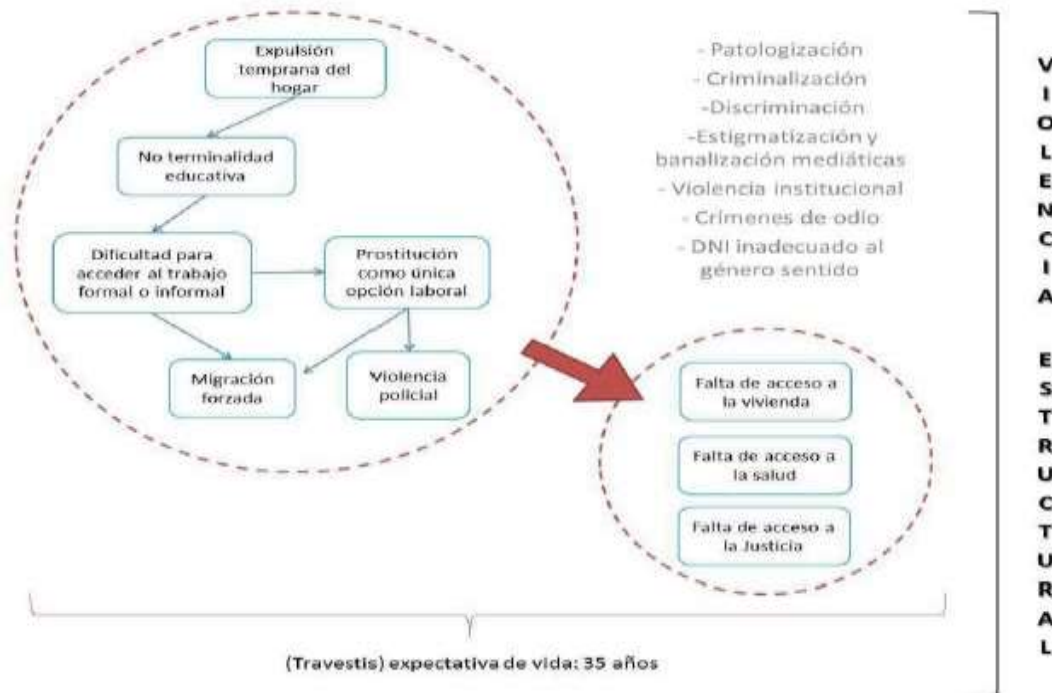 Expulsión
temprana del
hogar
No terminalidad
educativa
Dificultad para
acceder al trabajo
formal o informal
Prostitución
como única
opción laboral
Migración
forzada
Violencia
policial
- Patologización
- Criminalización
-Discriminación
-Estigmatización y
banalización mediáticas
- Violencia institucional
- Crímenes de odio
- DNI inadecuado al
género sentido
Falta de acceso a
la vivienda
Falta de acceso a
la salud
Falta de acceso a
la Justicia
(Travestis) expectativa de vida: 35 años
VIOLENCIA ESTRUCTURAL